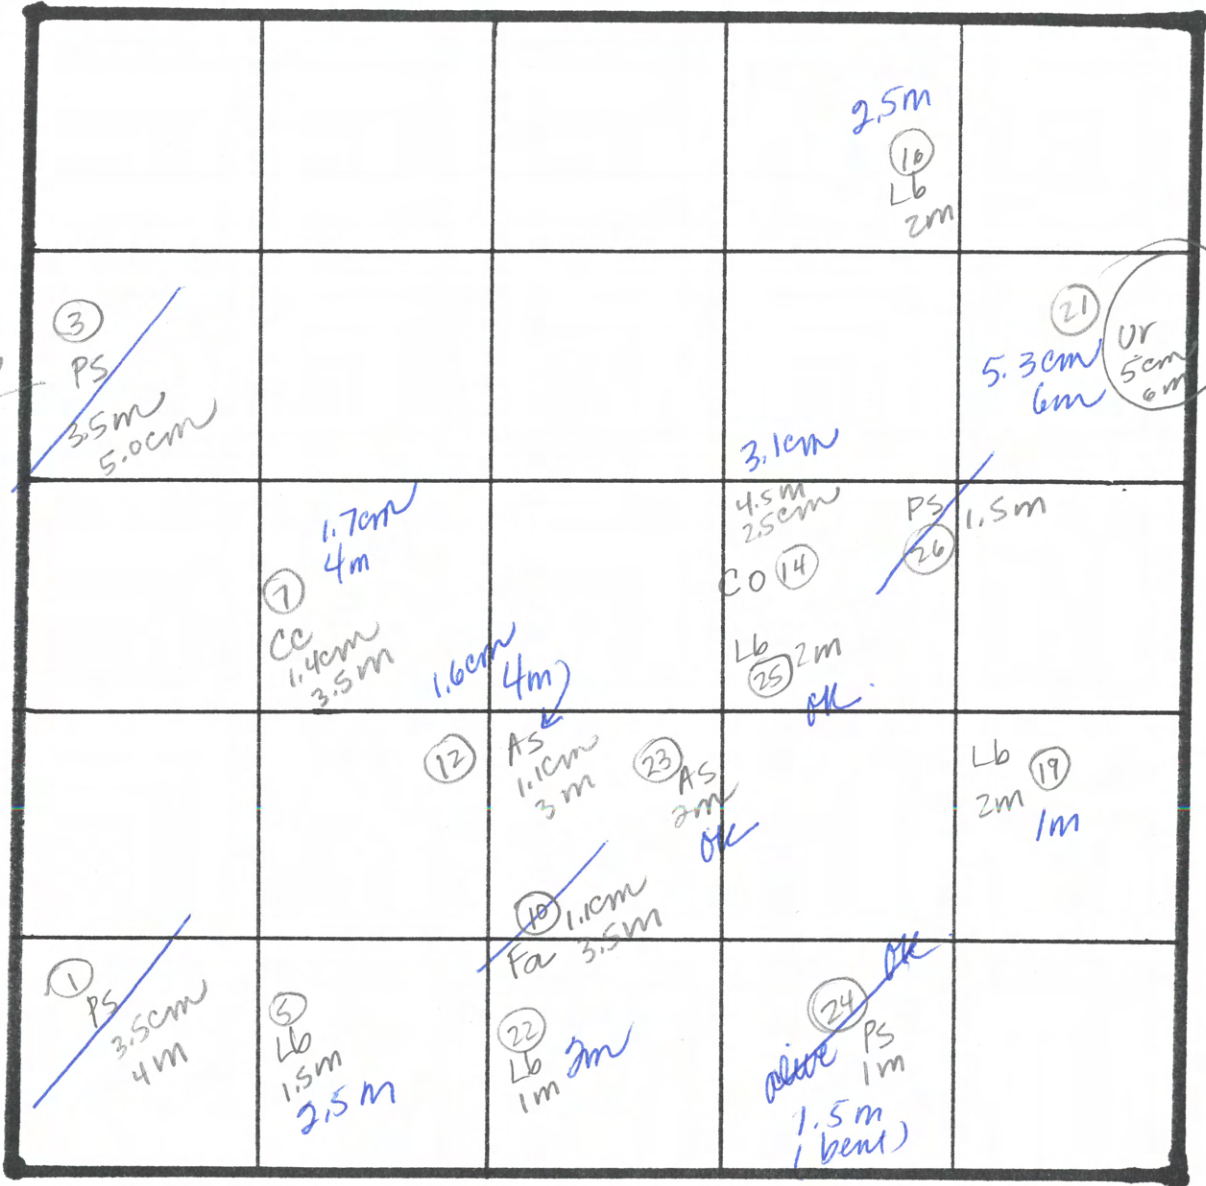 2.5m
16
Lb
2m
3
PS
3.5m
5.0cm
21
5.3cm
6m
Ur
5cm
6m
3.1cm
4.5m
2.5cm
CO 14
PS 1.5m
26
1.7cm
4m
7
Cc
1.4cm
3.5m
Lb
25 2m
ok
1.6cm
4m
12
AS
1.1cm
3m
23
AS
2m
OK
Lb 19
2m
1m
10 1.1cm
Fa 3.5m
1
PS
3.5cm
4m
5
Lb
1.5m
2.5m
22
Lb
1m
2m
OK
24
PS
1m
alive
1.5m
(bent)